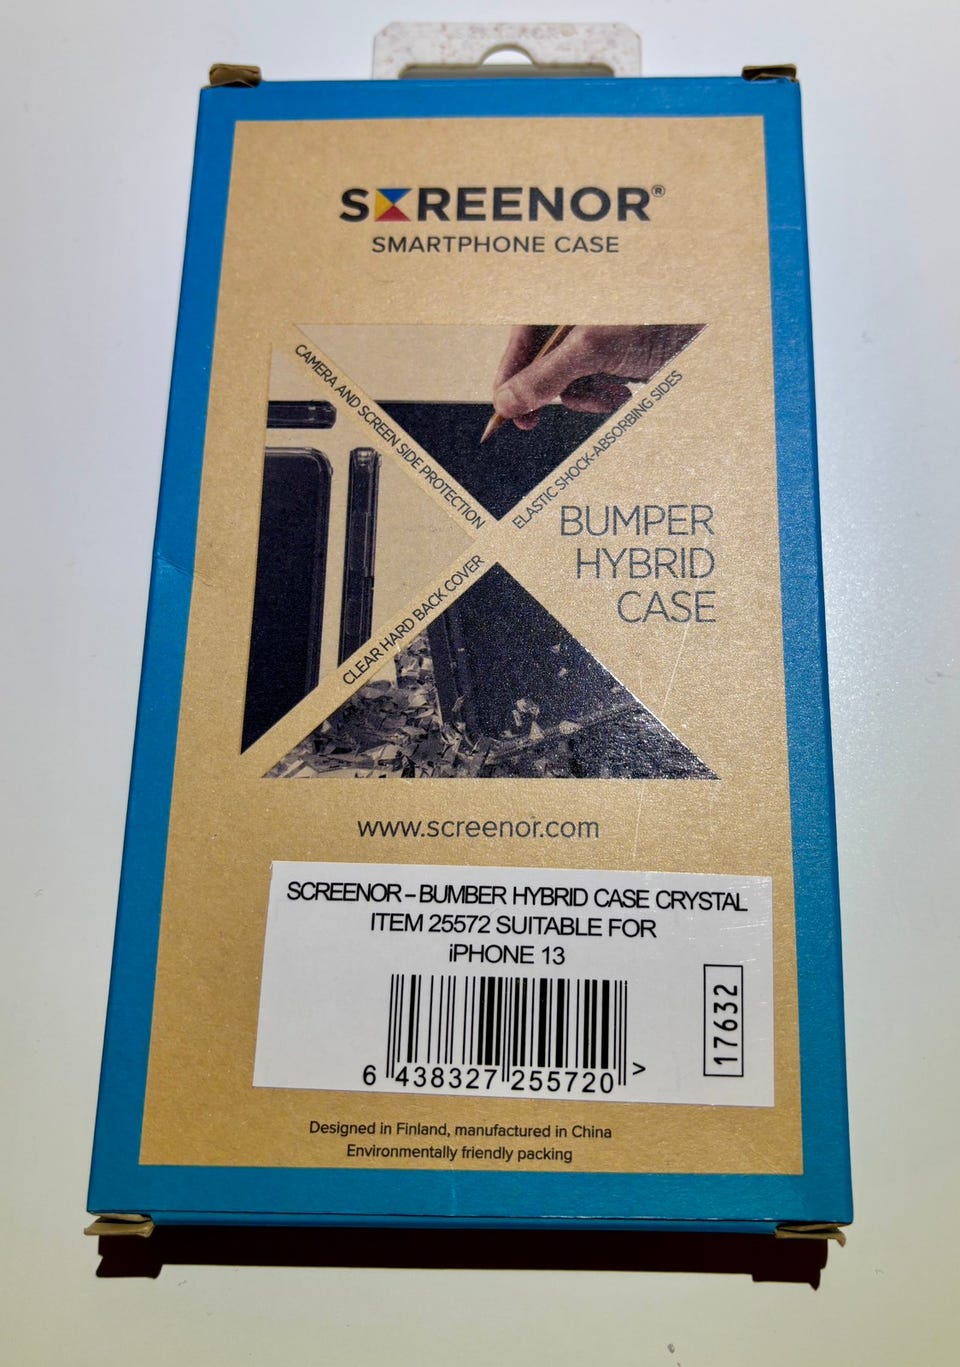 SCREENOR®
SMARTPHONE CASE
CAMERA AND SCREEN SIDE PROTECTION
ELASTIC SHOCK-ABSORBING SIDES
BUMPER
HYBRID
CASE
CLEAR HARD BACK COVER
www.screenor.com
SCREENOR – BUMBER HYBRID CASE CRYSTAL
ITEM 25572 SUITABLE FOR
iPHONE 13
17632
6 438327 255720 >
Designed in Finland, manufactured in China
Environmentally friendly packing